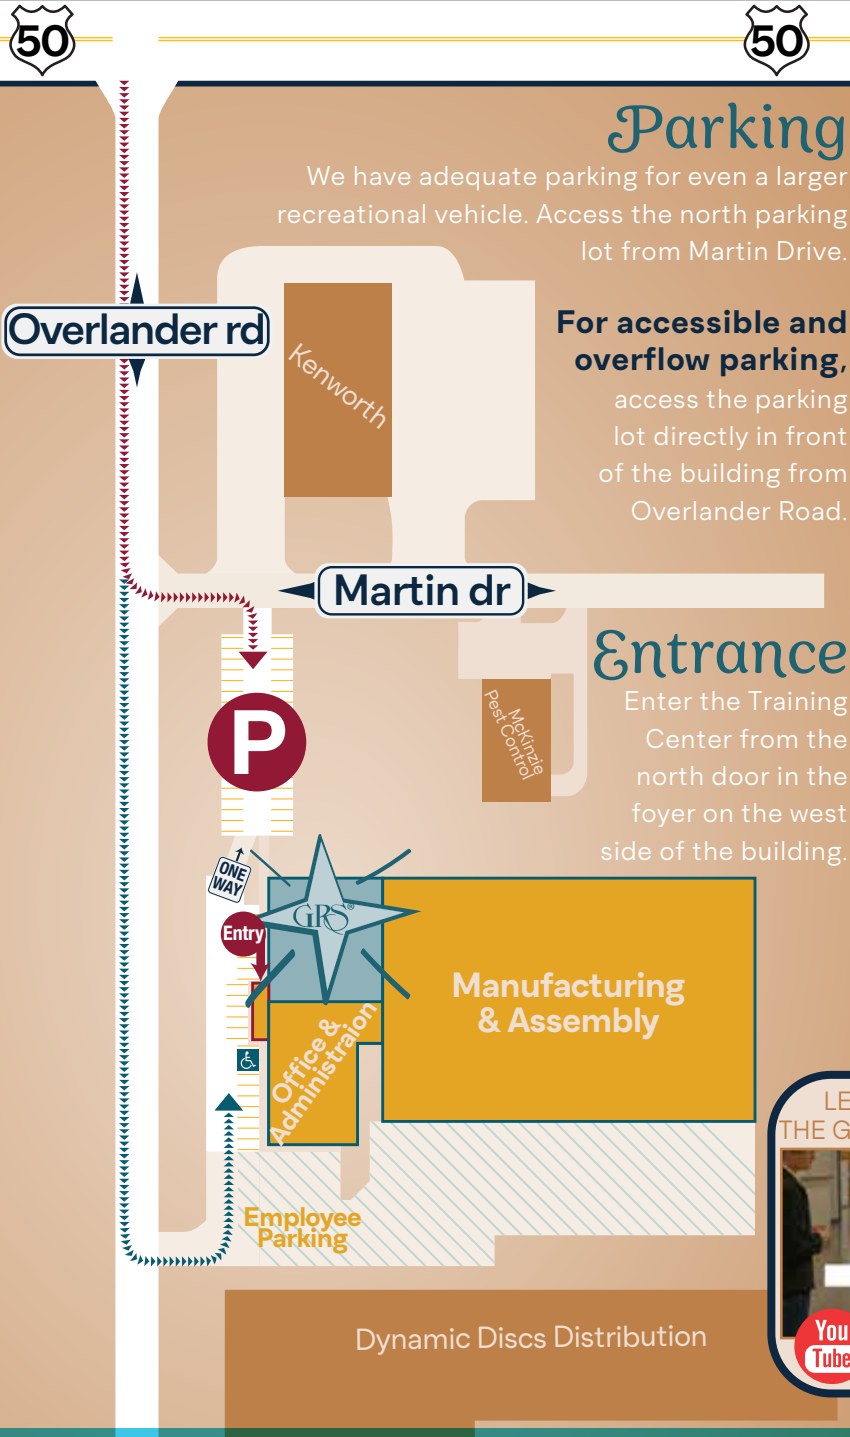 50
50
Parking
We have adequate parking for even a larger
recreational vehicle. Access the north parking
lot from Martin Drive.
Overlander rd
Kenworth
For accessible and
overflow parking,
access the parking
lot directly in front
of the building from
Overlander Road.
Martin dr
Entrance
Enter the Training
Center from the
north door in the
foyer on the west
side of the building.
McKinzie
Pest Control
P
ONE
WAY
GRS®
Entry
Manufacturing
& Assembly
Office &
Administraion
LE
THE G
Employee
Parking
Dynamic Discs Distribution
You
Tube